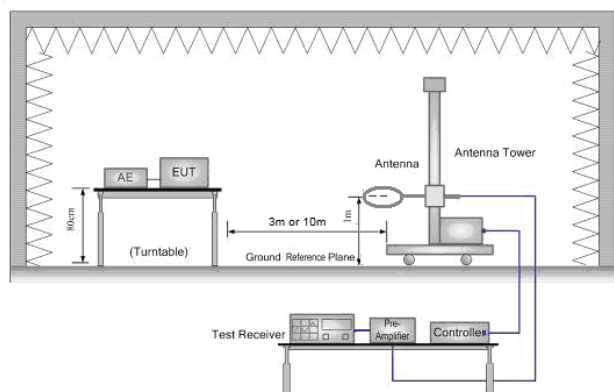 Antenna
Antenna Tower
AE
EUT
80cm
(Turntable)
3m or 10m
1m
Ground Reference Plane
Test Receiver
Pre-
Amplifier
Controller